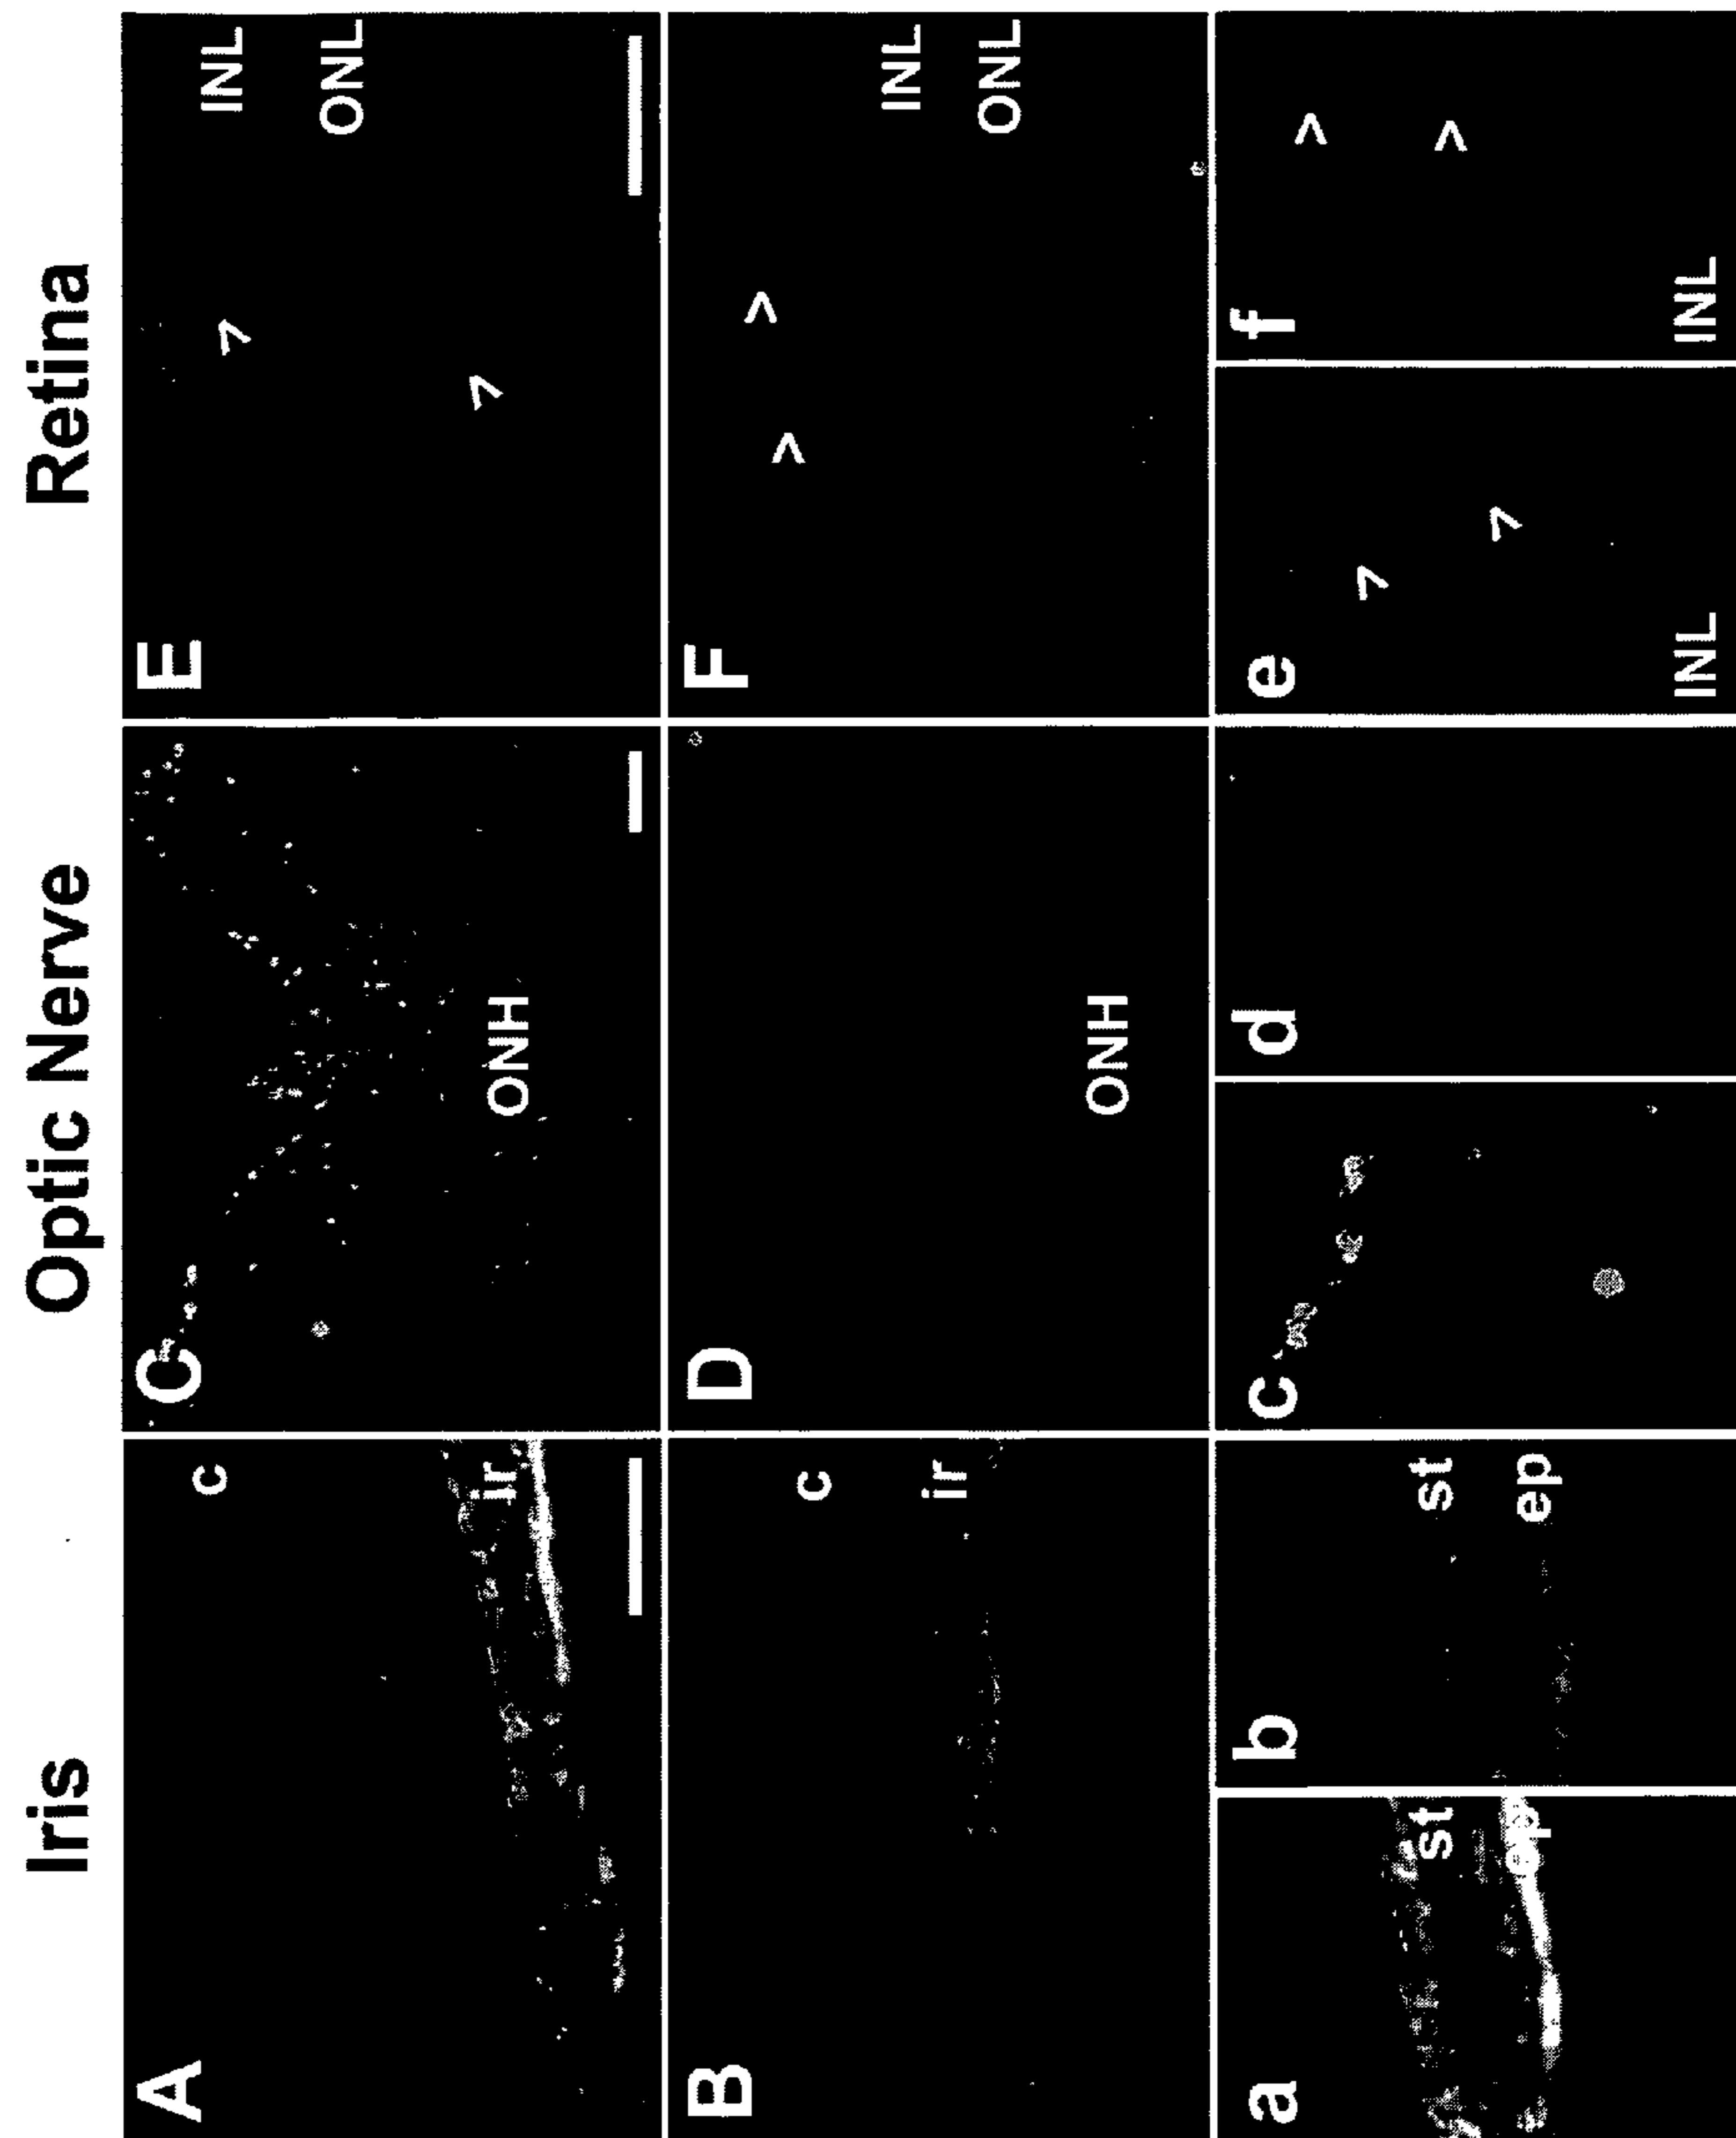 Iris
Optic Nerve
Retina
A
c
ir
C
ONH
E
INL
ONL
B
c
ir
D
ONH
F
INL
ONL
a
st
ep
b
st
ep
c
d
e
INL
f
INL